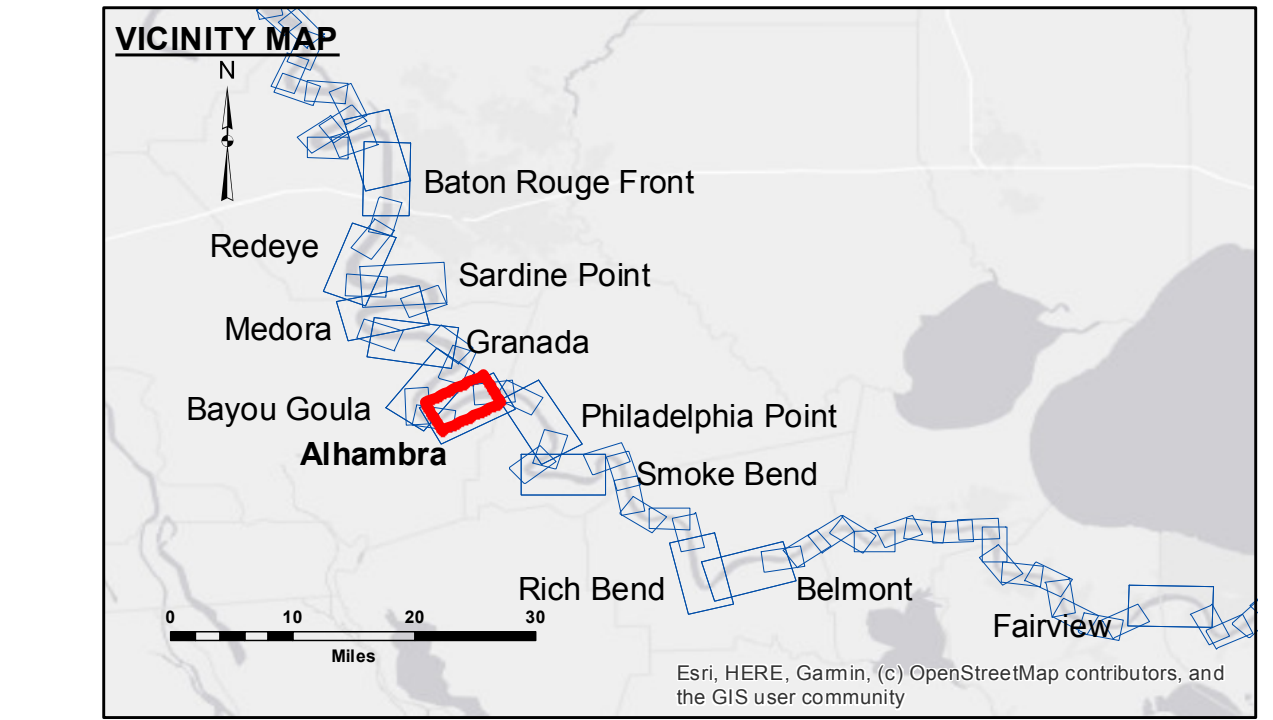 VICINITY MAP
N
Baton Rouge Front
Redeye
Sardine Point
Medora
Granada
Bayou Goula
Philadelphia Point
Alhambra
Smoke Bend
Rich Bend
Belmont
Fairview
0 10 20 30
Miles
Esri, HERE, Garmin, (c) OpenStreetMap contributors, and
the GIS user community